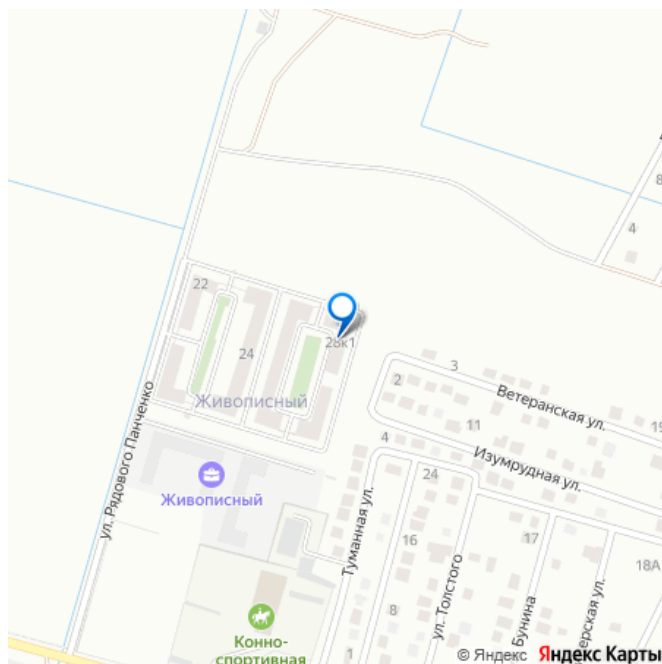 8
4
22
28к1
24
Живописный
ул. Рядового Панченко
3
2
Ветеранская ул.
19
11
Изумрудная ул.
4
24
Живописный
Туманная ул.
16
17
ул. Толстого
18А
8
Бунина
1
Конно-
спортивная
© Яндекс Яндекс Карты